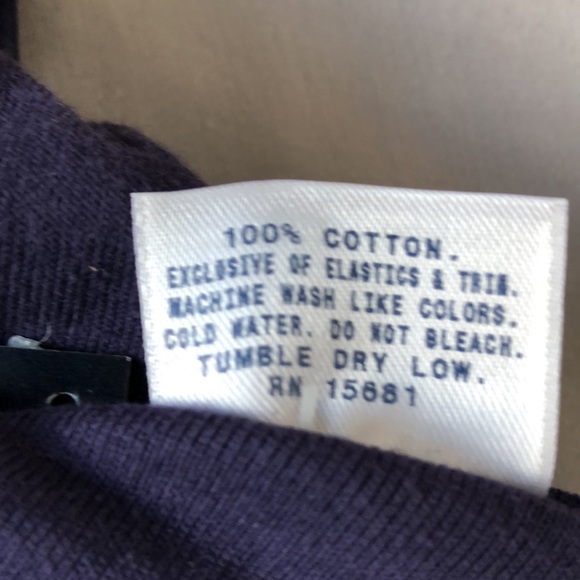 100% COTTON.
EXCLUSIVE OF ELASTICS & TRIM.
MACHINE WASH LIKE COLORS.
COLD WATER. DO NOT BLEACH.
TUMBLE DRY LOW.
RN 15681